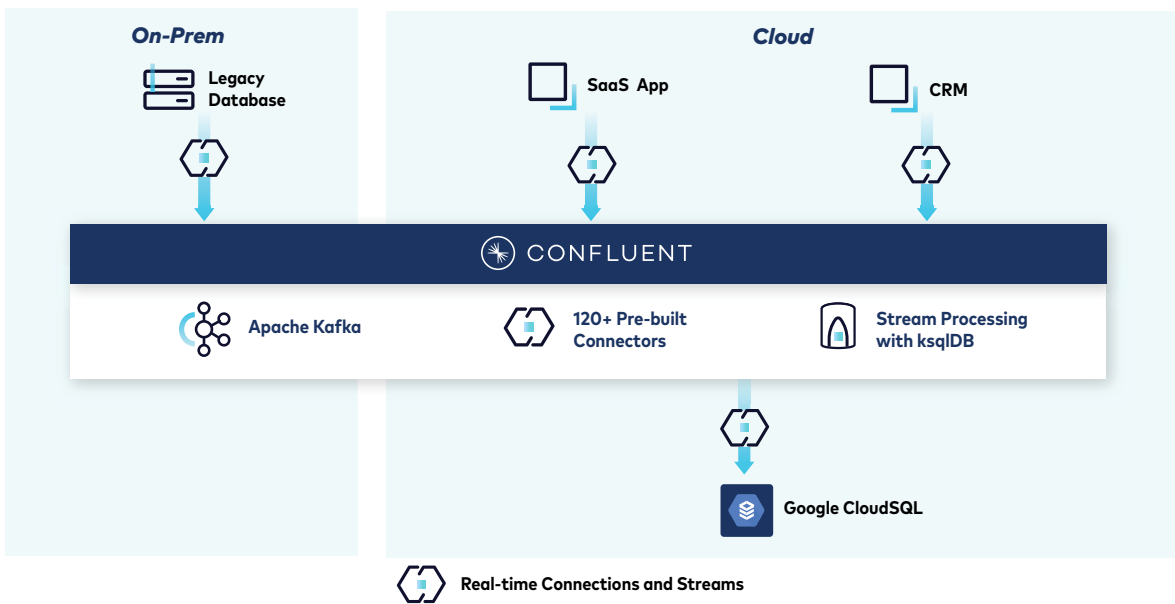 On-Prem
Cloud
Legacy
Database
SaaS App
CRM
CONFLUENT
Apache Kafka
120+ Pre-built
Connectors
Stream Processing
with ksqlDB
Google CloudSQL
Real-time Connections and Streams